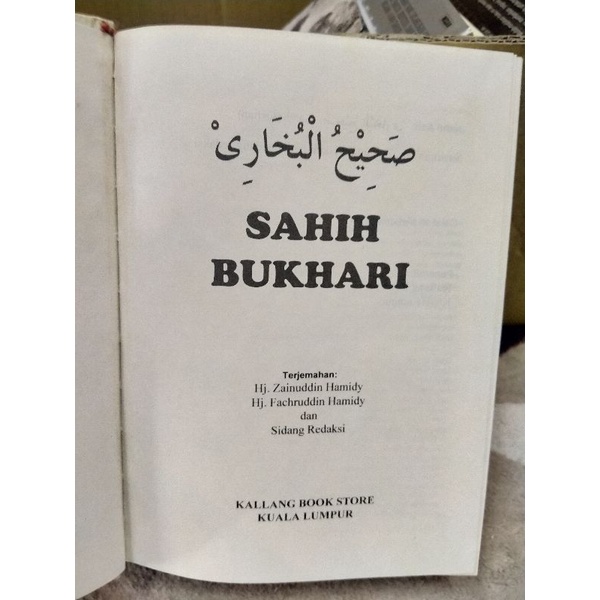 صَحِيْحُ الْبُخَارِىْ
SAHIH
BUKHARI
Terjemahan:
Hj. Zainuddin Hamidy
Hj. Fachruddin Hamidy
dan
Sidang Redaksi
KALLANG BOOK STORE
KUALA LUMPUR